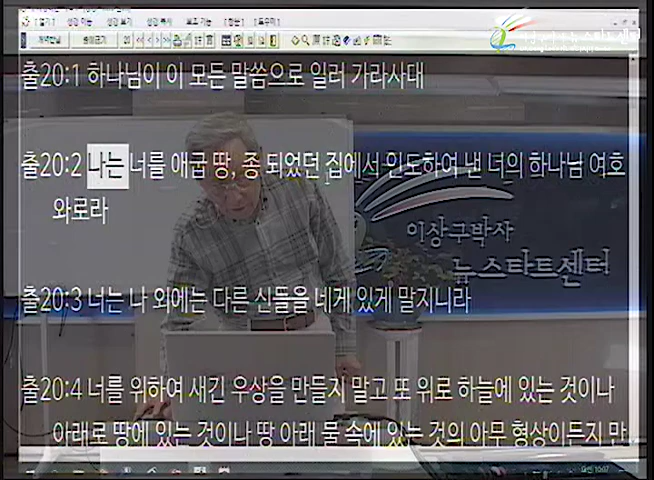 출20:1 하나님이 이 모든 말씀으로 일러 가라사대
출20:2 나는 너를 애굽 땅, 종 되었던 집에서 인도하여 낸 너의 하나님 여호
와로라
이상구박사
뉴스타트센터
출20:3 너는 나 외에는 다른 신들을 네게 있게 말지니라
출20:4 너를 위하여 새긴 우상을 만들지 말고 또 위로 하늘에 있는 것이나
아래로 땅에 있는 것이나 땅 아래 물 속에 있는 것의 아무 형상이든지 만